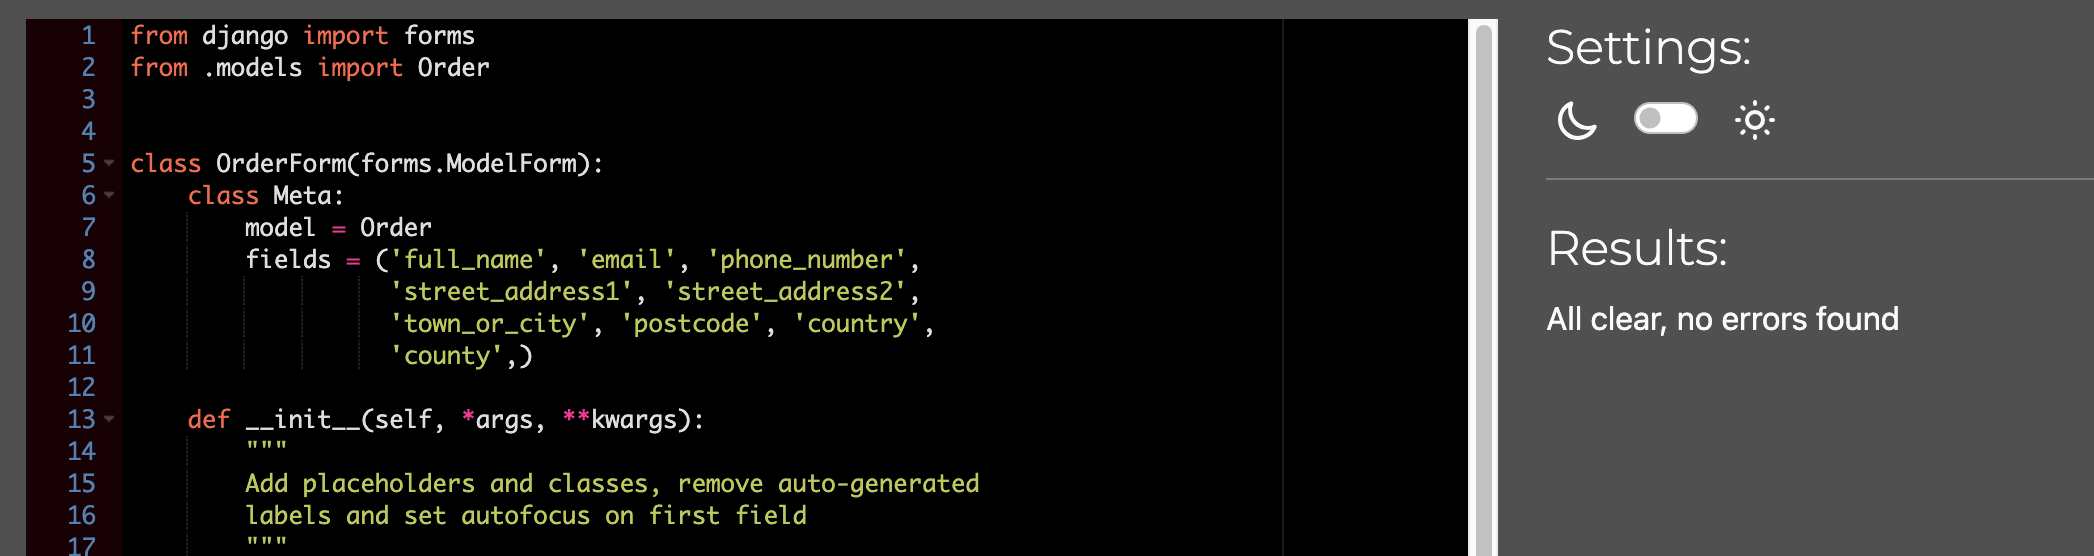 1 from django import forms
2 from .models import Order
3
4
5 class OrderForm(forms.ModelForm):
6     class Meta:
7         model = Order
8         fields = ('full_name', 'email', 'phone_number',
9                   'street_address1', 'street_address2',
10                   'town_or_city', 'postcode', 'country',
11                   'county',)
12
13     def __init__(self, *args, **kwargs):
14         """
15         Add placeholders and classes, remove auto-generated
16         labels and set autofocus on first field
17         """
Settings:
Results:
All clear, no errors found